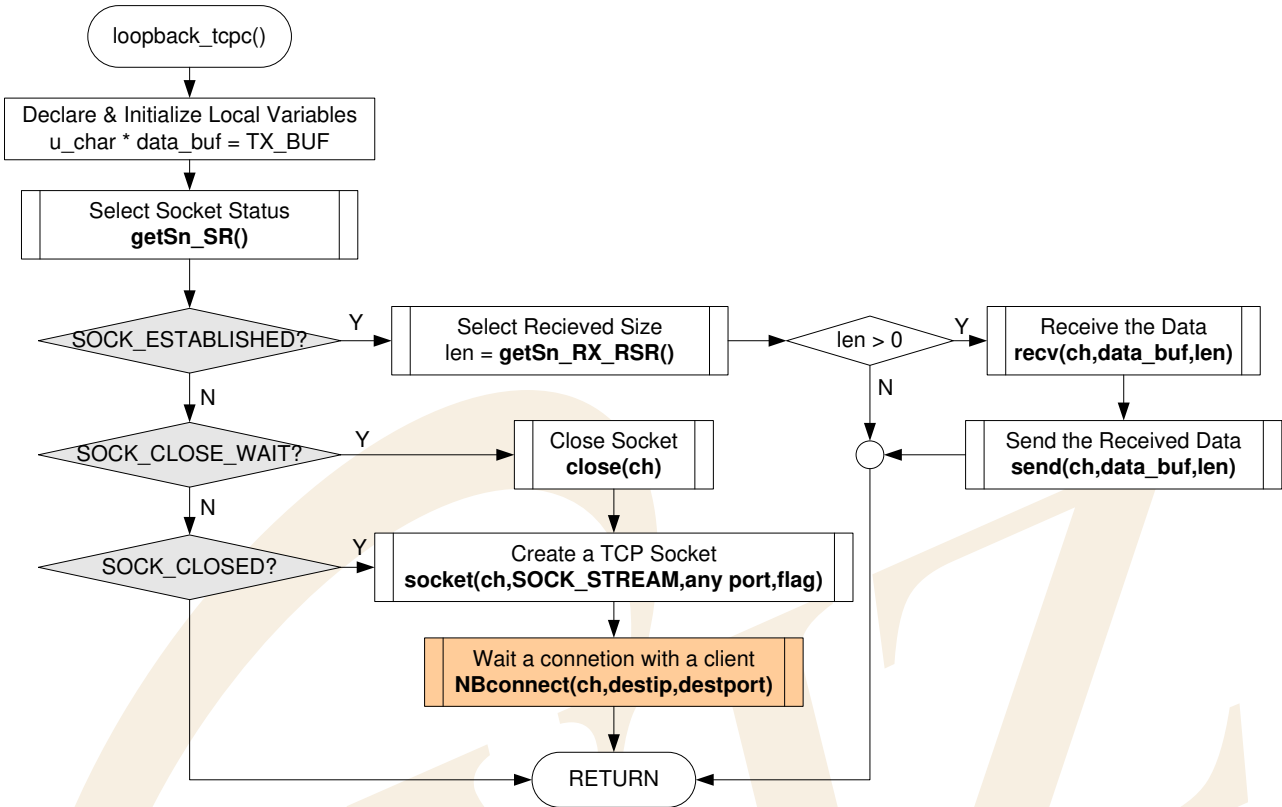 loopback_tcpc()
Declare & Initialize Local Variables
u_char * data_buf = TX_BUF
Select Socket Status
getSn_SR()
SOCK_ESTABLISHED?
Y
Select Recieved Size
len = getSn_RX_RSR()
len > 0
Y
Receive the Data
recv(ch,data_buf,len)
N
N
SOCK_CLOSE_WAIT?
Y
Close Socket
close(ch)
Send the Received Data
send(ch,data_buf,len)
N
SOCK_CLOSED?
Y
Create a TCP Socket
socket(ch,SOCK_STREAM,any port,flag)
Wait a connetion with a client
NBconnect(ch,destip,destport)
RETURN